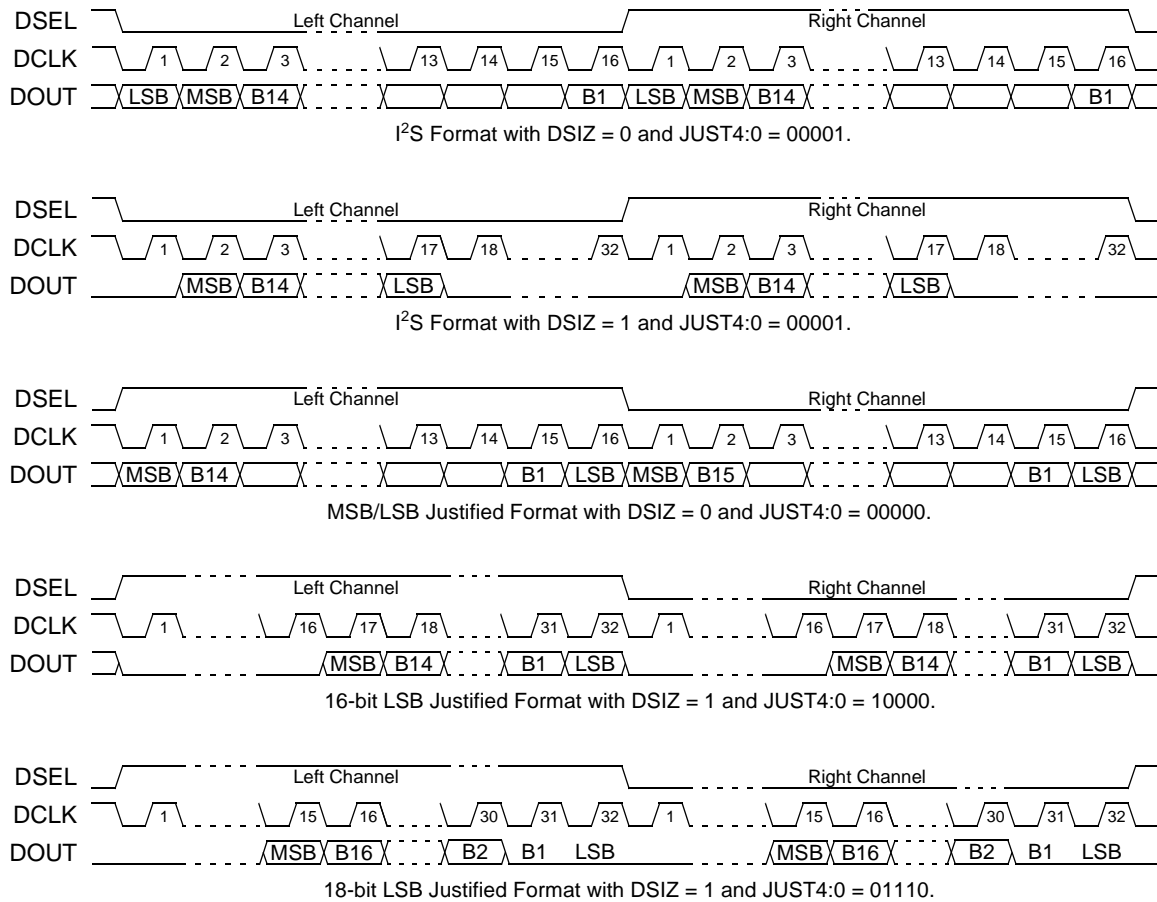 DSEL Left Channel Right Channel
DCLK 1 2 3 13 14 15 16 1 2 3 13 14 15 16
DOUT LSB MSB B14 B1 LSB MSB B14 B1
I²S Format with DSIZ = 0 and JUST4:0 = 00001.
DSEL Left Channel Right Channel
DCLK 1 2 3 17 18 32 1 2 3 17 18 32
DOUT MSB B14 LSB MSB B14 LSB
I²S Format with DSIZ = 1 and JUST4:0 = 00001.
DSEL Left Channel Right Channel
DCLK 1 2 3 13 14 15 16 1 2 3 13 14 15 16
DOUT MSB B14 B1 LSB MSB B15 B1 LSB
MSB/LSB Justified Format with DSIZ = 0 and JUST4:0 = 00000.
DSEL Left Channel Right Channel
DCLK 1 16 17 18 31 32 1 16 17 18 31 32
DOUT MSB B14 B1 LSB MSB B14 B1 LSB
16-bit LSB Justified Format with DSIZ = 1 and JUST4:0 = 10000.
DSEL Left Channel Right Channel
DCLK 1 15 16 30 31 32 1 15 16 30 31 32
DOUT MSB B16 B2 B1 LSB MSB B16 B2 B1 LSB
18-bit LSB Justified Format with DSIZ = 1 and JUST4:0 = 01110.